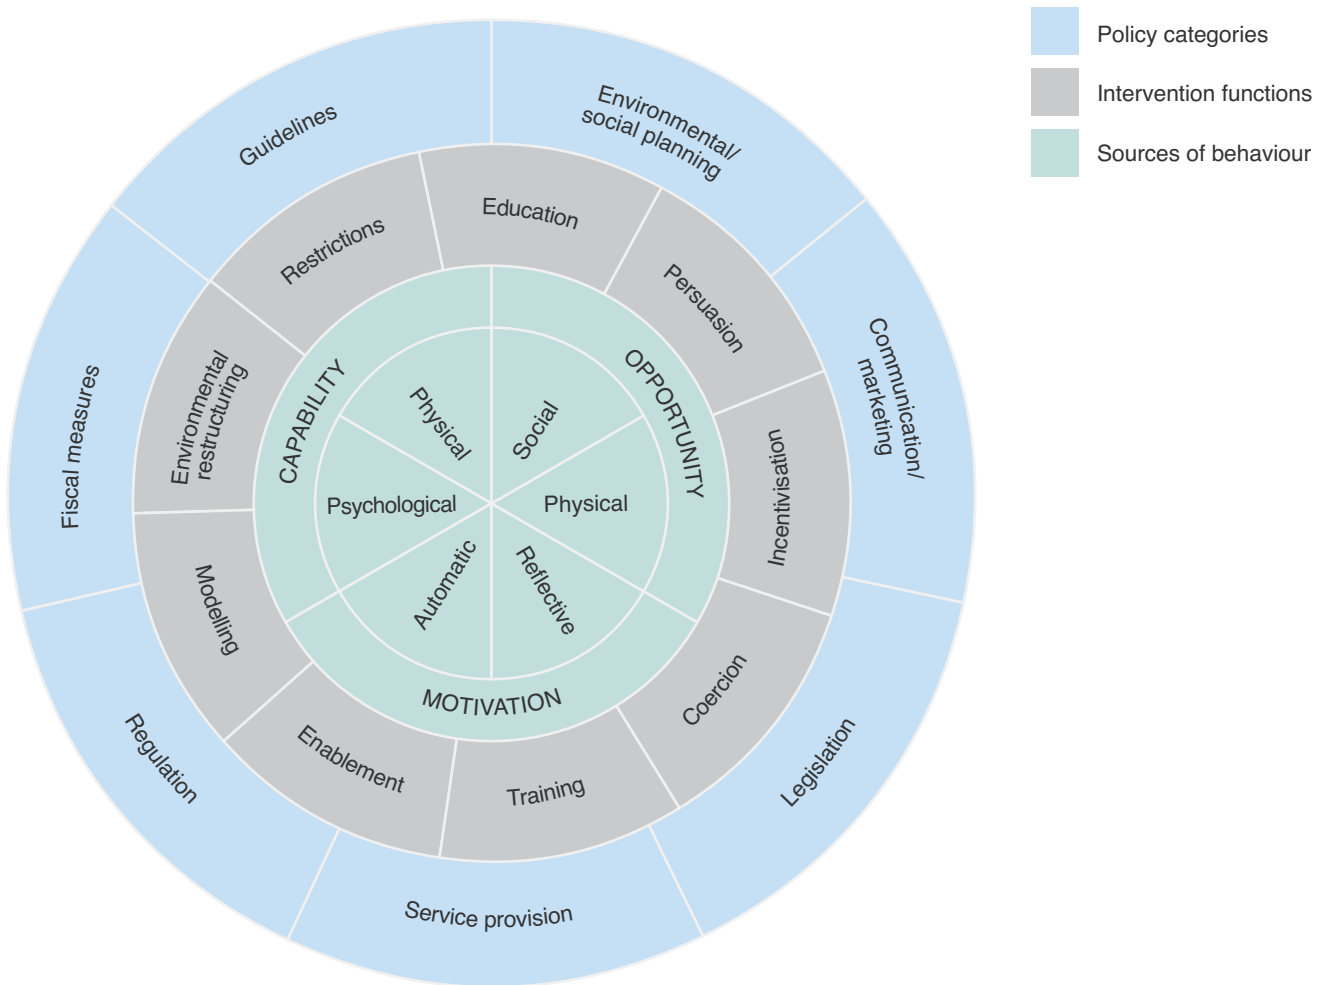 Policy categories
Intervention functions
Sources of behaviour
Guidelines
Environmental/
social planning
Communication/
marketing
Legislation
Service provision
Regulation
Fiscal measures
Restrictions
Education
Persuasion
Incentivisation
Coercion
Training
Enablement
Modelling
Environmental
restructuring
CAPABILITY
OPPORTUNITY
MOTIVATION
Physical
Social
Physical
Reflective
Automatic
Psychological